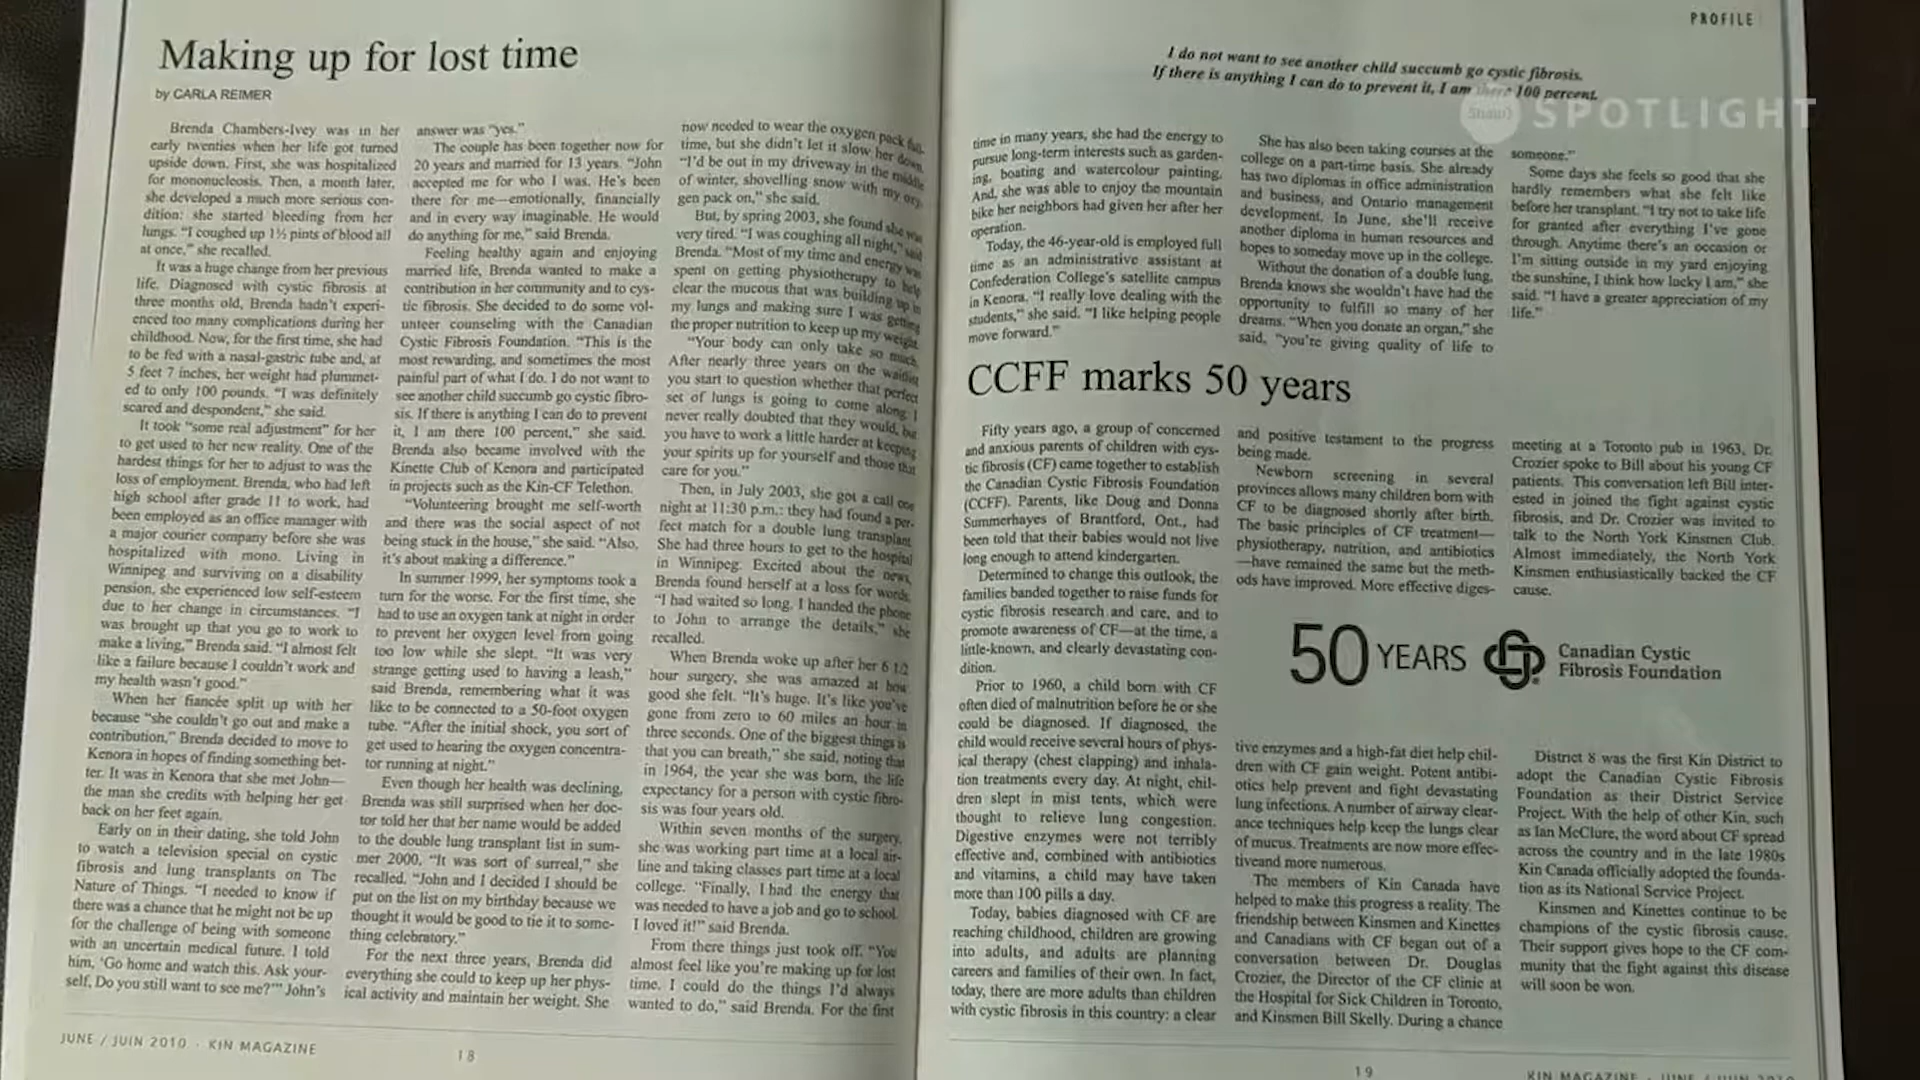 Making up for lost time
by CARLA REIMER
Brenda Chambers-Ivey was in her
early twenties when her life got turned
upside down. First, she was hospitalized
for mononucleosis. Then, a month later,
she developed a much more serious con-
dition: she started bleeding from her
lungs. "I coughed up 1½ pints of blood all
at once," she recalled.
It was a huge change from her previous
life. Diagnosed with cystic fibrosis at
three months old, Brenda hadn't experi-
enced too many complications during her
childhood. Now, for the first time, she had
to be fed with a nasal-gastric tube and, at
5 feet 7 inches, her weight had plummet-
ed to only 100 pounds. "I was definitely
scared and despondent," she said.
It took "some real adjustment" for her
to get used to her new reality. One of the
hardest things for her to adjust to was the
loss of employment. Brenda, who had left
high school after grade 11 to work, had
been employed as an office manager with
a major courier company before she was
hospitalized with mono. Living in
Winnipeg and surviving on a disability
pension, she experienced low self-esteem
due to her change in circumstances. "I
was brought up that you go to work to
make a living," Brenda said. "I almost felt
like a failure because I couldn't work and
my health wasn't good."
When her fiancée split up with her
because "she couldn't go out and make a
contribution," Brenda decided to move to
Kenora in hopes of finding something bet-
ter. It was in Kenora that she met John—
the man she credits with helping her get
back on her feet again.
Early on in their dating, she told John
to watch a television special on cystic
fibrosis and lung transplants on The
Nature of Things. "I needed to know if
there was a chance that he might not be up
for the challenge of being with someone
with an uncertain medical future. I told
him, 'Go home and watch this. Ask your-
self, Do you still want to see me?'" John's
answer was "yes."
The couple has been together now for
20 years and married for 13 years. "John
accepted me for who I was. He's been
there for me—emotionally, financially
and in every way imaginable. He would
do anything for me," said Brenda.
Feeling healthy again and enjoying
married life, Brenda wanted to make a
contribution in her community and to cys-
tic fibrosis. She decided to do some vol-
unteer counseling with the Canadian
Cystic Fibrosis Foundation. "This is the
most rewarding, and sometimes the most
painful part of what I do. I do not want to
see another child succumb go cystic fibro-
sis. If there is anything I can do to prevent
it, I am there 100 percent," she said.
Brenda also became involved with the
Kinette Club of Kenora and participated
in projects such as the Kin-CF Telethon.
"Volunteering brought me self-worth
and there was the social aspect of not
being stuck in the house," she said. "Also,
it's about making a difference."
In summer 1999, her symptoms took a
turn for the worse. For the first time, she
had to use an oxygen tank at night in order
to prevent her oxygen level from going
too low while she slept. "It was very
strange getting used to having a leash,"
said Brenda, remembering what it was
like to be connected to a 50-foot oxygen
tube. "After the initial shock, you sort of
get used to hearing the oxygen concentra-
tor running at night."
Even though her health was declining,
Brenda was still surprised when her doc-
tor told her that her name would be added
to the double lung transplant list in sum-
mer 2000. "It was sort of surreal," she
recalled. "John and I decided I should be
put on the list on my birthday because we
thought it would be good to tie it to some-
thing celebratory."
For the next three years, Brenda did
everything she could to keep up her phys-
ical activity and maintain her weight. She
now needed to wear the oxygen pack full
time, but she didn't let it slow her down.
"I'd be out in my driveway in the middle
of winter, shovelling snow with my oxy-
gen pack on," she said.
But, by spring 2003, she found she was
very tired. "I was coughing all night," said
Brenda. "Most of my time and energy was
spent on getting physiotherapy to help
clear the mucous that was building up in
my lungs and making sure I was getting
the proper nutrition to keep up my weight.
"Your body can only take so much.
After nearly three years on the waitlist
you start to question whether that perfect
set of lungs is going to come along. I
never really doubted that they would, but
you have to work a little harder at keeping
your spirits up for yourself and those that
care for you."
Then, in July 2003, she got a call one
night at 11:30 p.m.: they had found a per-
fect match for a double lung transplant.
She had three hours to get to the hospital
in Winnipeg. Excited about the news,
Brenda found herself at a loss for words.
"I had waited so long. I handed the phone
to John to arrange the details," she
recalled.
When Brenda woke up after her 6 1/2
hour surgery, she was amazed at how
good she felt. "It's huge. It's like you've
gone from zero to 60 miles an hour in
three seconds. One of the biggest things is
that you can breath," she said, noting that
in 1964, the year she was born, the life
expectancy for a person with cystic fibro-
sis was four years old.
Within seven months of the surgery,
she was working part time at a local air-
line and taking classes part time at a local
college. "Finally, I had the energy that
was needed to have a job and go to school.
I loved it!" said Brenda.
From there things just took off. "You
almost feel like you're making up for lost
time. I could do the things I'd always
wanted to do," said Brenda. For the first
JUNE / JUIN 2010 · KIN MAGAZINE
18
PROFILE
I do not want to see another child succumb go cystic fibrosis.
If there is anything I can do to prevent it, I am there 100 percent.
Shaw) SPOTLIGHT
time in many years, she had the energy to
pursue long-term interests such as garden-
ing, boating and watercolour painting.
And, she was able to enjoy the mountain
bike her neighbors had given her after her
operation.
Today, the 46-year-old is employed full
time as an administrative assistant at
Confederation College's satellite campus
in Kenora. "I really love dealing with the
students," she said. "I like helping people
move forward."
She has also been taking courses at the
college on a part-time basis. She already
has two diplomas in office administration
and business, and Ontario management
development. In June, she'll receive
another diploma in human resources and
hopes to someday move up in the college.
Without the donation of a double lung,
Brenda knows she wouldn't have had the
opportunity to fulfill so many of her
dreams. "When you donate an organ," she
said, "you're giving quality of life to
someone."
Some days she feels so good that she
hardly remembers what she felt like
before her transplant. "I try not to take life
for granted after everything I've gone
through. Anytime there's an occasion or
I'm sitting outside in my yard enjoying
the sunshine, I think how lucky I am," she
said. "I have a greater appreciation of my
life."
CCFF marks 50 years
Fifty years ago, a group of concerned
and anxious parents of children with cys-
tic fibrosis (CF) came together to establish
the Canadian Cystic Fibrosis Foundation
(CCFF). Parents, like Doug and Donna
Summerhayes of Brantford, Ont., had
been told that their babies would not live
long enough to attend kindergarten.
Determined to change this outlook, the
families banded together to raise funds for
cystic fibrosis research and care, and to
promote awareness of CF—at the time, a
little-known, and clearly devastating con-
dition.
Prior to 1960, a child born with CF
often died of malnutrition before he or she
could be diagnosed. If diagnosed, the
child would receive several hours of phys-
ical therapy (chest clapping) and inhala-
tion treatments every day. At night, chil-
dren slept in mist tents, which were
thought to relieve lung congestion.
Digestive enzymes were not terribly
effective and, combined with antibiotics
and vitamins, a child may have taken
more than 100 pills a day.
Today, babies diagnosed with CF are
reaching childhood, children are growing
into adults, and adults are planning
careers and families of their own. In fact,
today, there are more adults than children
with cystic fibrosis in this country: a clear
and positive testament to the progress
being made.
Newborn screening in several
provinces allows many children born with
CF to be diagnosed shortly after birth.
The basic principles of CF treatment—
physiotherapy, nutrition, and antibiotics
—have remained the same but the meth-
ods have improved. More effective diges-
50 YEARS Canadian Cystic
Fibrosis Foundation
tive enzymes and a high-fat diet help chil-
dren with CF gain weight. Potent antibi-
otics help prevent and fight devastating
lung infections. A number of airway clear-
ance techniques help keep the lungs clear
of mucus. Treatments are now more effec-
tiveand more numerous.
The members of Kin Canada have
helped to make this progress a reality. The
friendship between Kinsmen and Kinettes
and Canadians with CF began out of a
conversation between Dr. Douglas
Crozier, the Director of the CF clinic at
the Hospital for Sick Children in Toronto,
and Kinsmen Bill Skelly. During a chance
meeting at a Toronto pub in 1963, Dr.
Crozier spoke to Bill about his young CF
patients. This conversation left Bill inter-
ested in joined the fight against cystic
fibrosis, and Dr. Crozier was invited to
talk to the North York Kinsmen Club.
Almost immediately, the North York
Kinsmen enthusiastically backed the CF
cause.
District 8 was the first Kin District to
adopt the Canadian Cystic Fibrosis
Foundation as their District Service
Project. With the help of other Kin, such
as Ian McClure, the word about CF spread
across the country and in the late 1980s
Kin Canada officially adopted the founda-
tion as its National Service Project.
Kinsmen and Kinettes continue to be
champions of the cystic fibrosis cause.
Their support gives hope to the CF com-
munity that the fight against this disease
will soon be won.
19
KIN MAGAZINE · JUNE / JUIN 2010